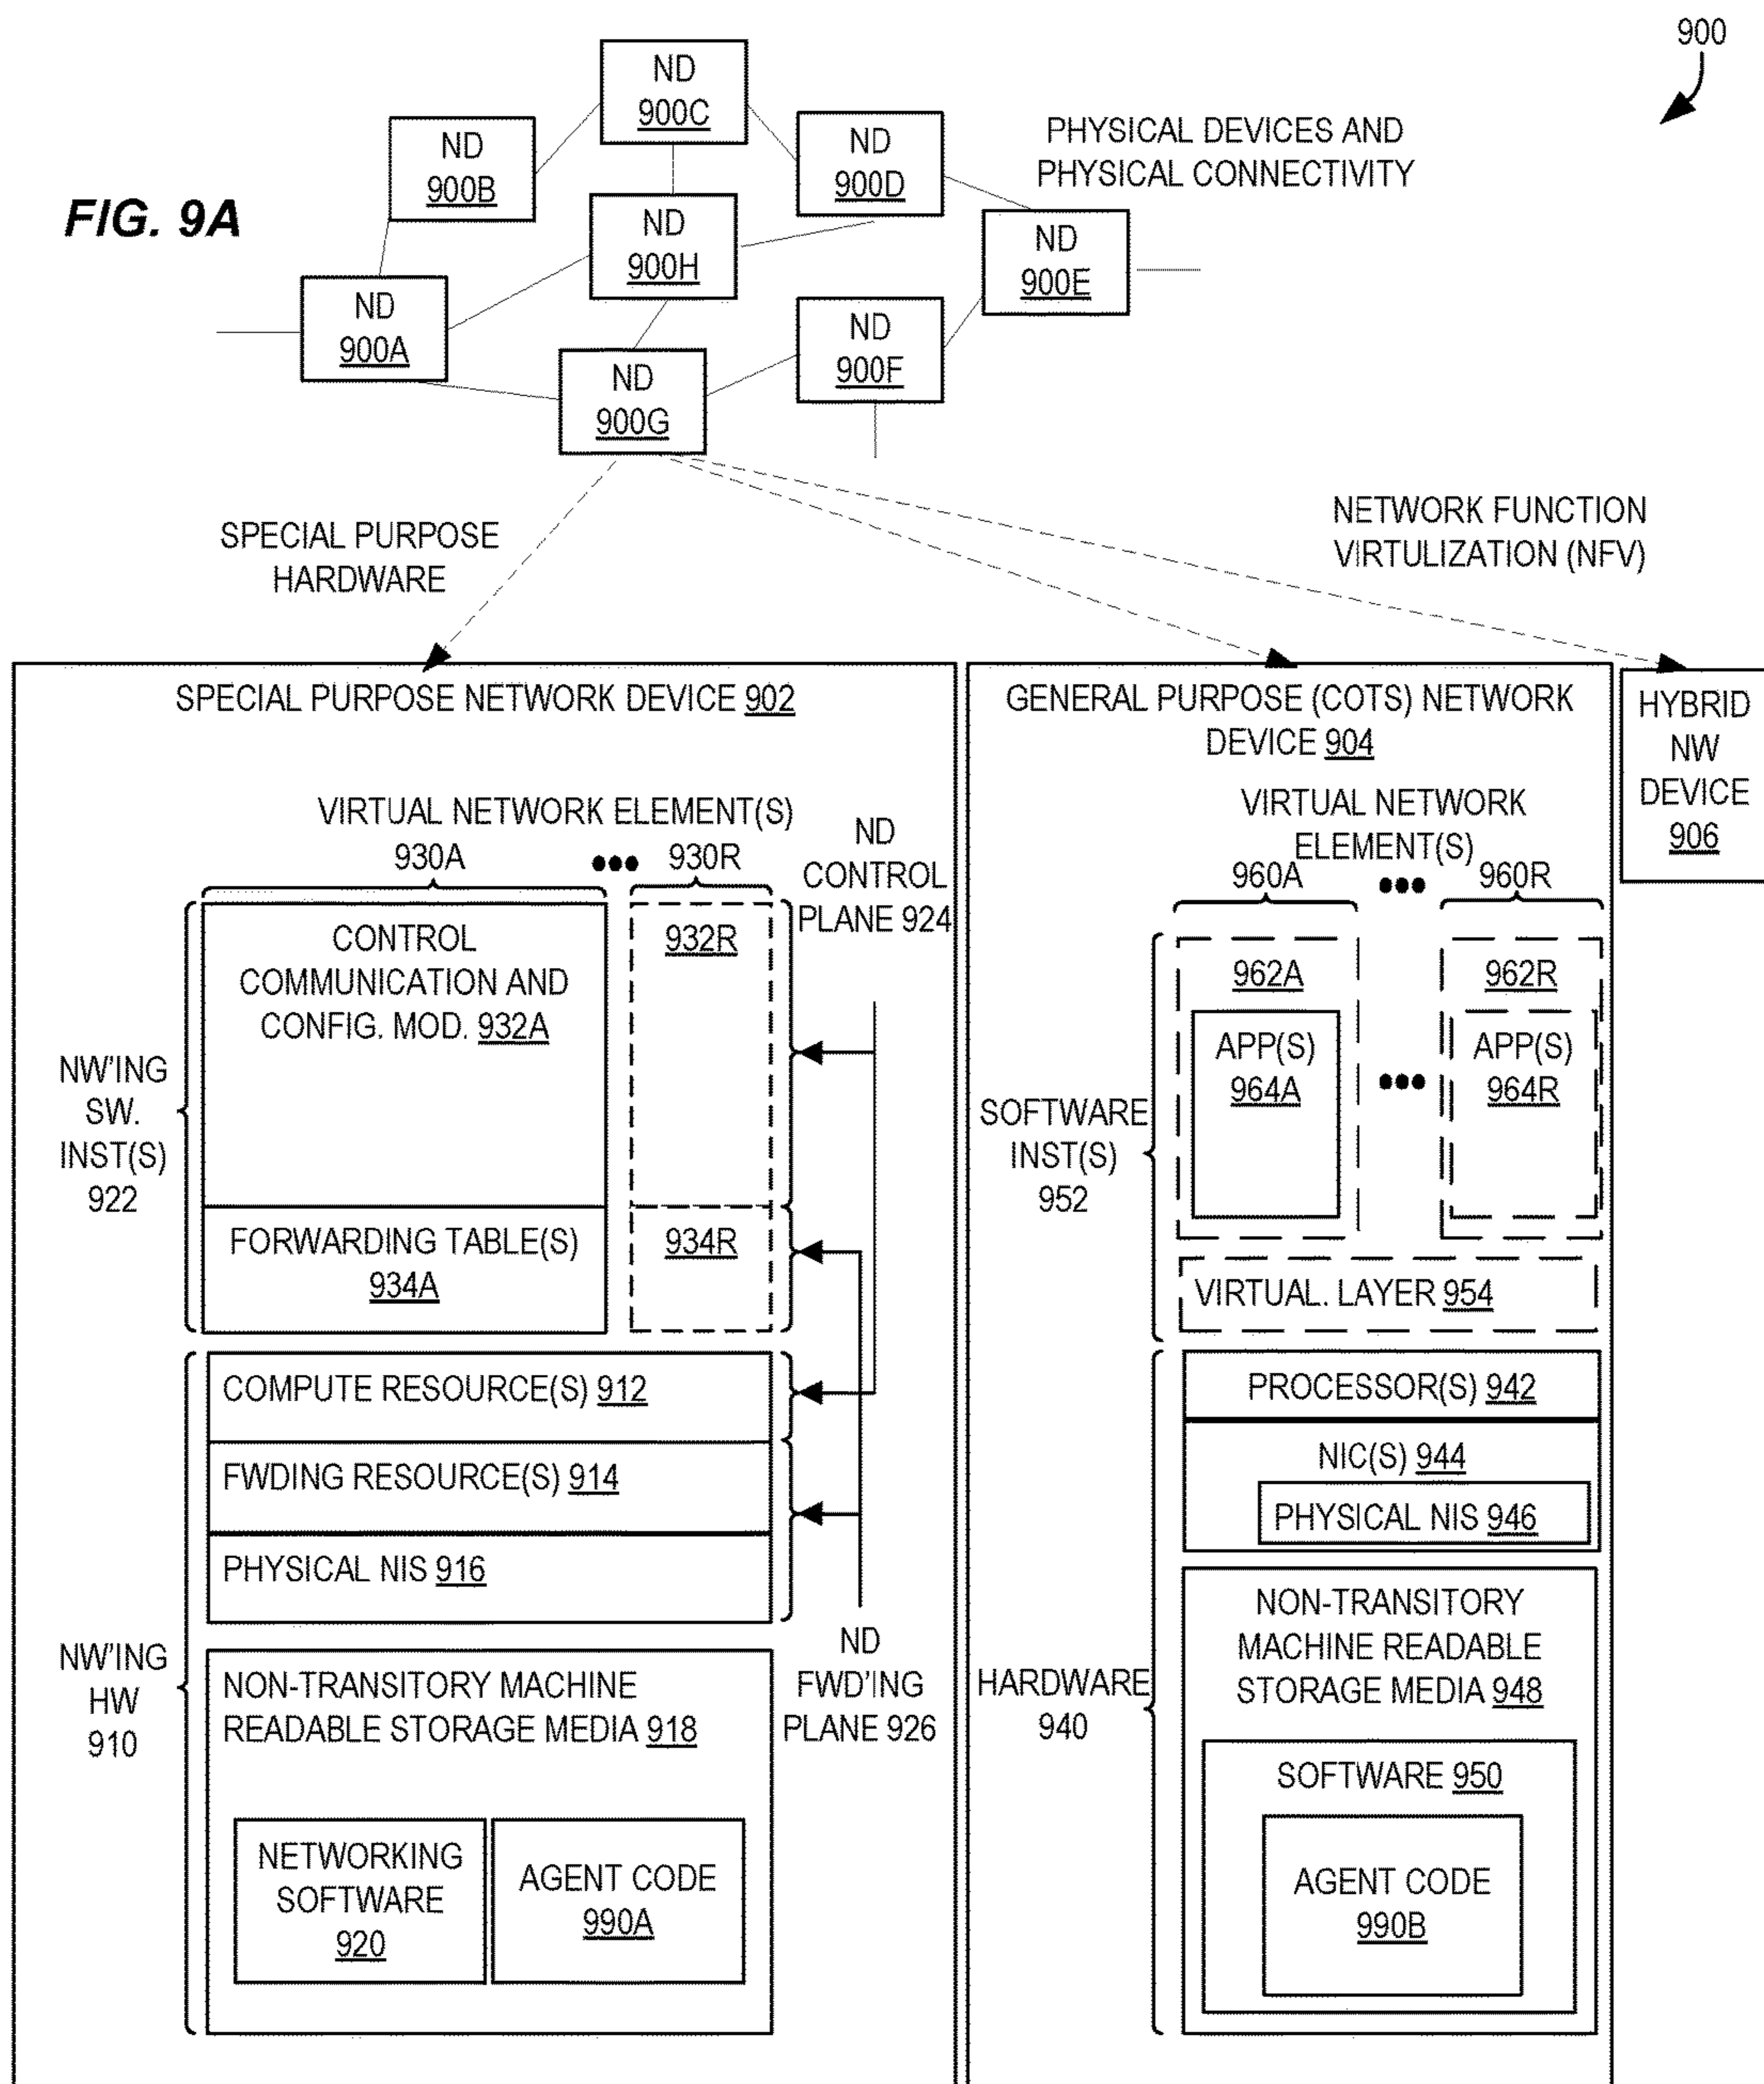 900
ND
900C
ND
900B
ND
900D
PHYSICAL DEVICES AND
PHYSICAL CONNECTIVITY
FIG. 9A
ND
900H
ND
900E
ND
900A
ND
900F
ND
900G
SPECIAL PURPOSE
HARDWARE
NETWORK FUNCTION
VIRTULIZATION (NFV)
SPECIAL PURPOSE NETWORK DEVICE 902
VIRTUAL NETWORK ELEMENT(S)
930A
●●●
930R
ND
CONTROL
PLANE 924
CONTROL
COMMUNICATION AND
CONFIG. MOD. 932A
932R
NW'ING
SW.
INST(S)
922
FORWARDING TABLE(S)
934A
934R
COMPUTE RESOURCE(S) 912
FWDING RESOURCE(S) 914
PHYSICAL NIS 916
ND
FWD'ING
PLANE 926
NW'ING
HW
910
NON-TRANSITORY MACHINE
READABLE STORAGE MEDIA 918
NETWORKING
SOFTWARE
920
AGENT CODE
990A
GENERAL PURPOSE (COTS) NETWORK
DEVICE 904
VIRTUAL NETWORK
ELEMENT(S)
960A
●●●
960R
962A
962R
APP(S)
964A
●●●
APP(S)
964R
SOFTWARE
INST(S)
952
VIRTUAL. LAYER 954
PROCESSOR(S) 942
NIC(S) 944
PHYSICAL NIS 946
HARDWARE
940
NON-TRANSITORY
MACHINE READABLE
STORAGE MEDIA 948
SOFTWARE 950
AGENT CODE
990B
HYBRID
NW
DEVICE
906